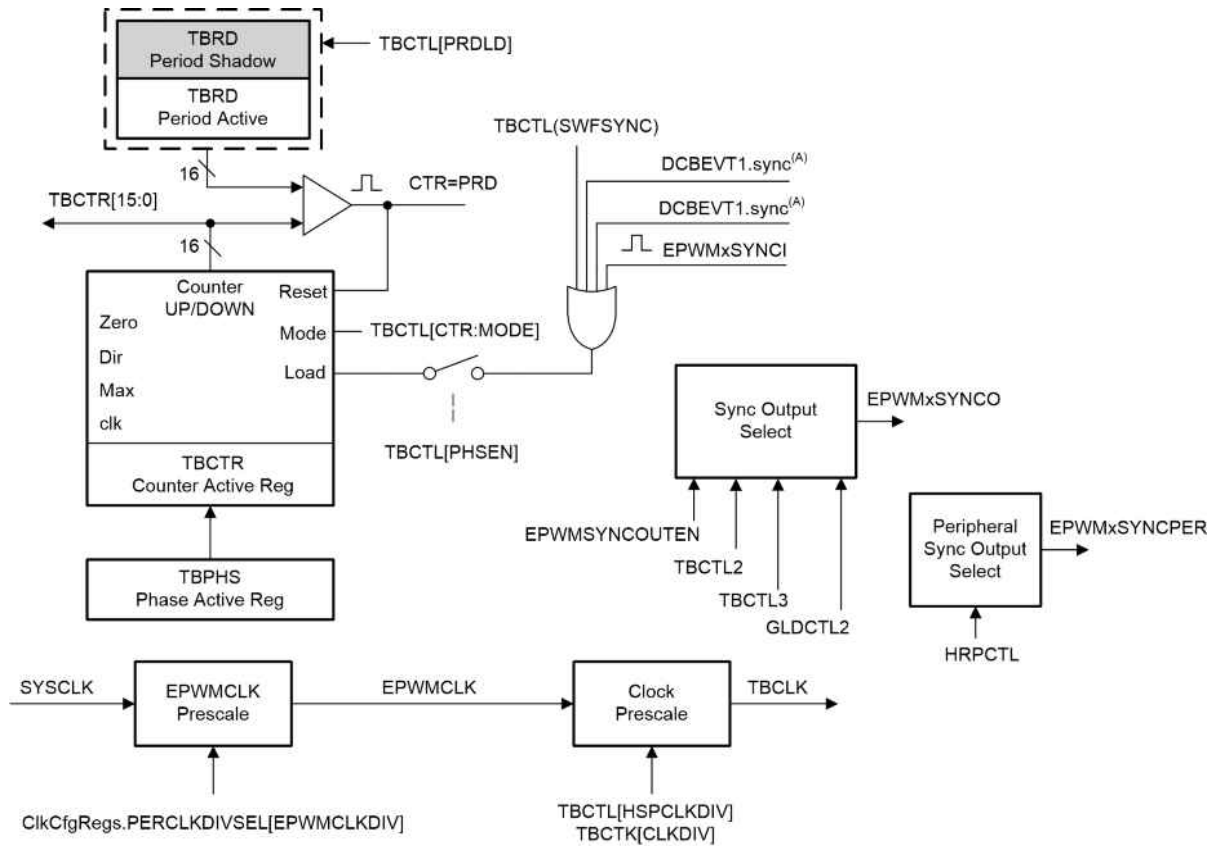 TBRD
Period Shadow
TBCTL[PRDLD]
TBRD
Period Active
TBCTL(SWFSYNC)
16
CTR=PRD
DCBEVT1.sync(A)
TBCTR[15:0]
DCBEVT1.sync(A)
16
EPWMxSYNCI
Counter
UP/DOWN
Reset
Zero
Mode
TBCTL[CTR:MODE]
Dir
Load
Max
clk
TBCTL[PHSEN]
TBCTR
Counter Active Reg
TBPHS
Phase Active Reg
Sync Output
Select
EPWMxSYNCO
EPWMSYNCOUTEN
TBCTL2
TBCTL3
GLDCTL2
Peripheral
Sync Output
Select
EPWMxSYNCPER
HRPCTL
SYSCLK
EPWMCLK
Prescale
EPWMCLK
Clock
Prescale
TBCLK
ClkCfgRegs.PERCLKDIVSEL[EPWMCLKDIV]
TBCTL[HSPCLKDIV]
TBCTK[CLKDIV]